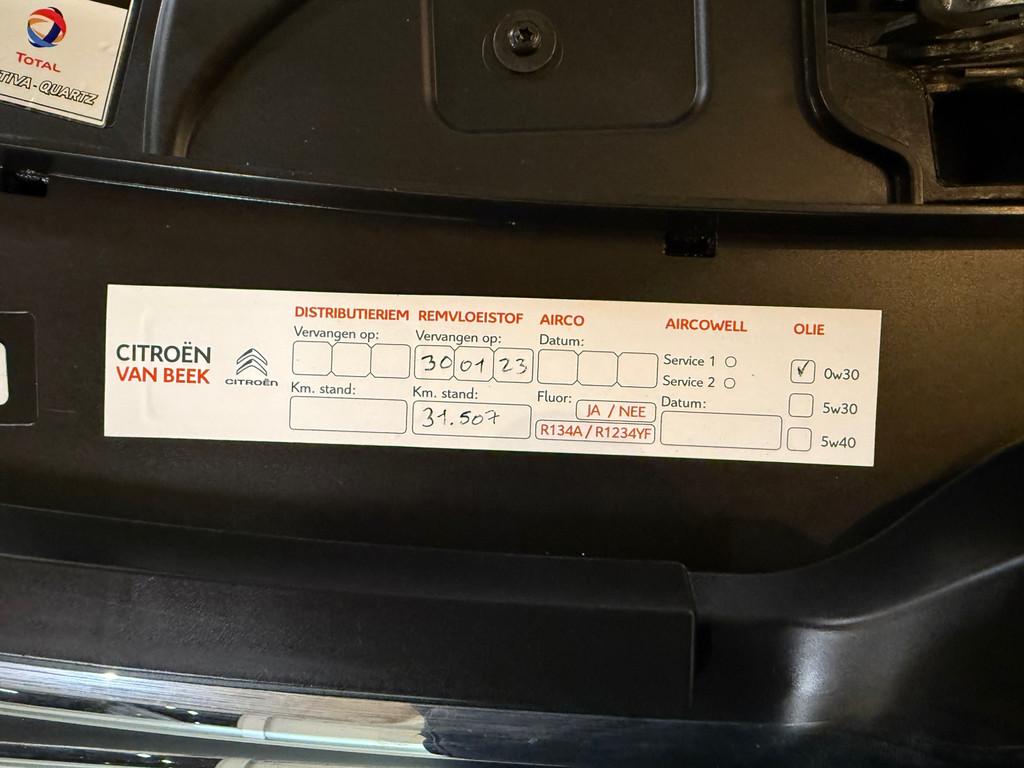 TOTAL
TIVA - QUARTZ
CITROËN
VAN BEEK
CITROËN
DISTRIBUTIERIEM
Vervangen op:
Km. stand:
REMVLOEISTOF
Vervangen op:
30 01 23
Km. stand:
31.507
AIRCO
Datum:
Fluor: JA / NEE
R134A / R1234YF
AIRCOWELL
Service 1
Service 2
Datum:
OLIE
✓ 0w30
5w30
5w40